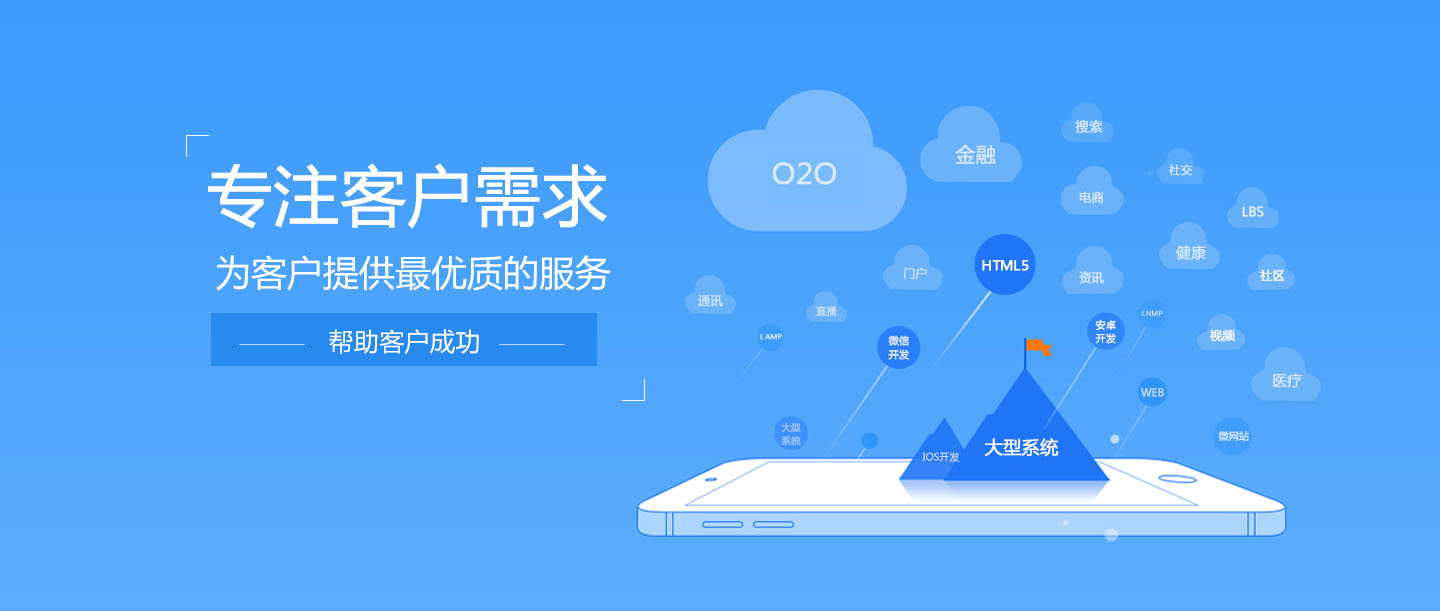 专注客户需求
为客户提供最优质的服务
帮助客户成功
O2O
金融
搜索
社交
电商
LBS
健康
门户
HTML5
资讯
社区
通讯
直播
LAMP
微信
开发
安卓
开发
LNMP
视频
医疗
WEB
大型
系统
IOS开发
大型系统
微网站